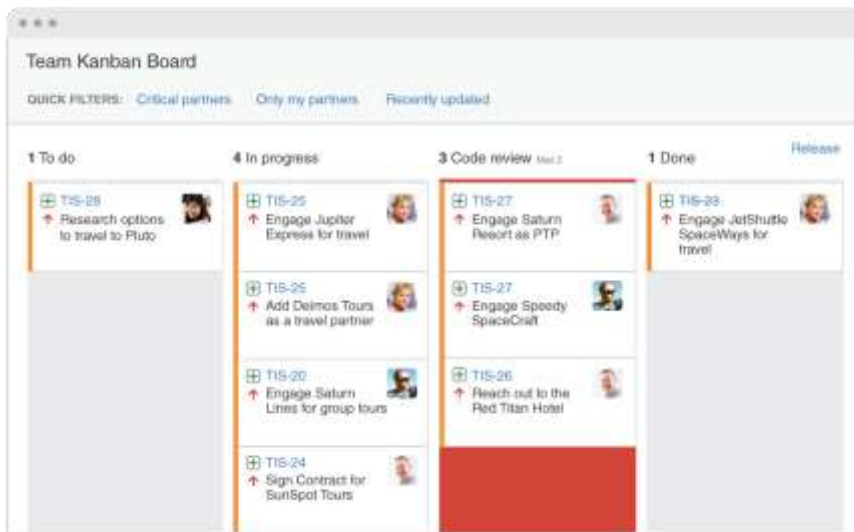 Team Kanban Board
QUICK FILTERS: Critical partners Only my partners Recently updated
1 To do
4 In progress
3 Code review Max 2
1 Done
Release
TIS-28
Research options
to travel to Pluto
TIS-25
Engage Jupiter
Express for travel
TIS-25
Add Deimos Tours
as a travel partner
TIS-20
Engage Saturn
Lines for group tours
TIS-24
Sign Contract for
SunSpot Tours
TIS-27
Engage Saturn
Resort as PTP
TIS-27
Engage Speedy
SpaceCraft
TIS-26
Reach out to the
Red Titan Hotel
TIS-23
Engage JetShuttle
SpaceWays for
travel